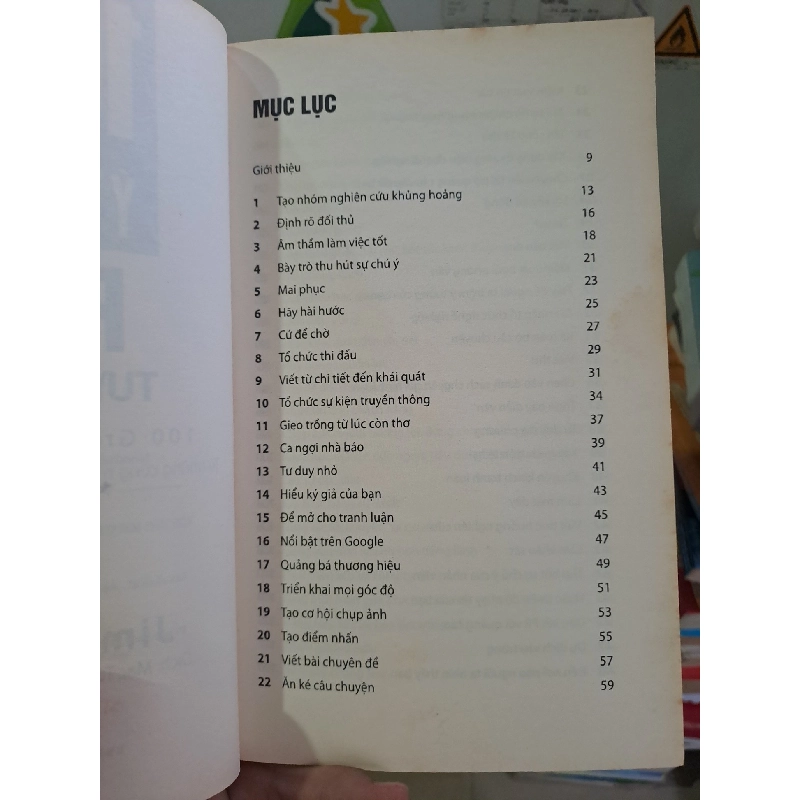 MỤC LỤC
Giới thiệu 9
1 Tạo nhóm nghiên cứu khủng hoảng 13
2 Định rõ đối thủ 16
3 Âm thầm làm việc tốt 18
4 Bày trò thu hút sự chú ý 21
5 Mai phục 23
6 Hãy hài hước 25
7 Cứ để chờ 27
8 Tổ chức thi đấu 29
9 Viết từ chi tiết đến khái quát 31
10 Tổ chức sự kiện truyền thông 34
11 Gieo trồng từ lúc còn thơ 37
12 Ca ngợi nhà báo 39
13 Tư duy nhỏ 41
14 Hiểu ký giả của bạn 43
15 Để mở cho tranh luận 45
16 Nổi bật trên Google 47
17 Quảng bá thương hiệu 49
18 Triển khai mọi góc độ 51
19 Tạo cơ hội chụp ảnh 53
20 Tạo điểm nhấn 55
21 Viết bài chuyên đề 57
22 Ăn ké câu chuyện 59